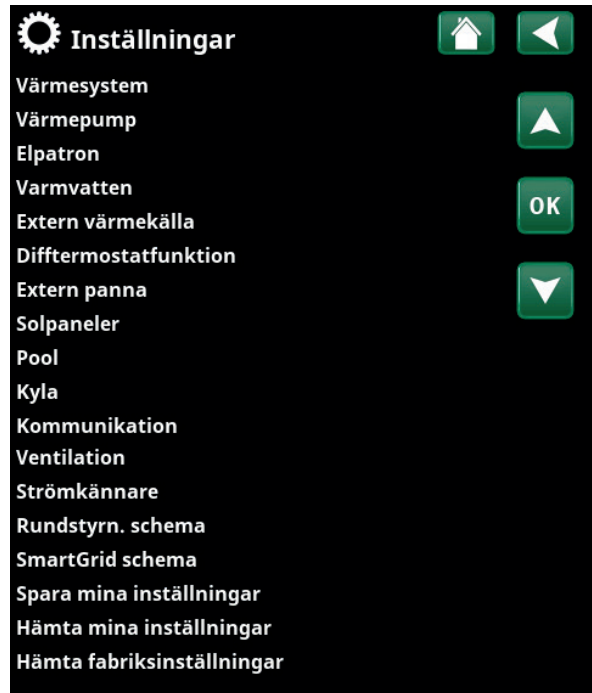 Inställningar
Värmesystem
Värmepump
Elpatron
Varmvatten
OK
Extern värmekälla
Difftermostatfunktion
Extern panna
Solpaneler
Pool
Kyla
Kommunikation
Ventilation
Strömkännare
Rundstyrn. schema
SmartGrid schema
Spara mina inställningar
Hämta mina inställningar
Hämta fabriksinställningar